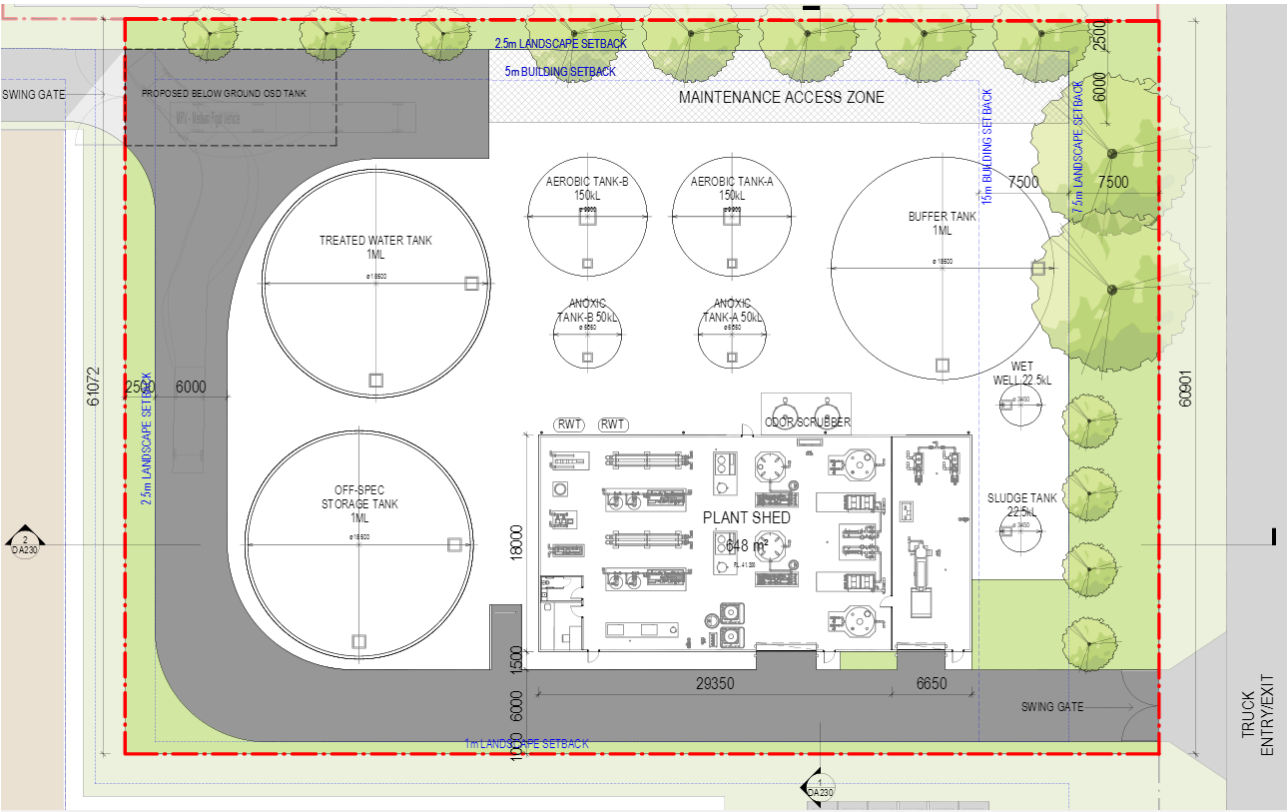 2.5m LANDSCAPE SETBACK
2500
5m BUILDING SETBACK
SWING GATE
PROPOSED BELOW GROUND OSD TANK
MAINTENANCE ACCESS ZONE
6000
15m BUILDING SETBACK
7.5m LANDSCAPE SETBACK
7500
7500
AEROBIC TANK-B
150kL
AEROBIC TANK-A
150kL
TREATED WATER TANK
1ML
BUFFER TANK
1ML
ANOXIC
TANK-B 50kL
ANOXIC
TANK-A 50kL
61072
2500
6000
2.5m LANDSCAPE SETBACK
WET
WELL 22.5kL
60901
RWT
RWT
ODOR SCRUBBER
OFF-SPEC
STORAGE TANK
1ML
PLANT SHED
648 m²
SLUDGE TANK
22.5kL
18000
2
DA230
1500
29350
6650
6000
SWING GATE
1m LANDSCAPE SETBACK
1000
TRUCK
ENTRY/EXIT
1
DA230